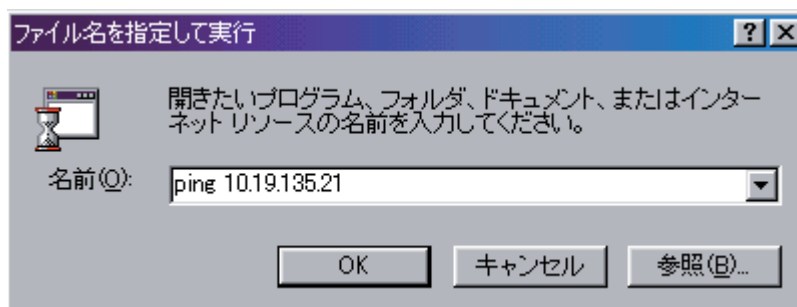 ファイル名を指定して実行
開きたいプログラム、フォルダ、ドキュメント、またはインター
ネット リソースの名前を入力してください。
名前(O):
ping 10.19.135.21
OK
キャンセル
参照(B)...